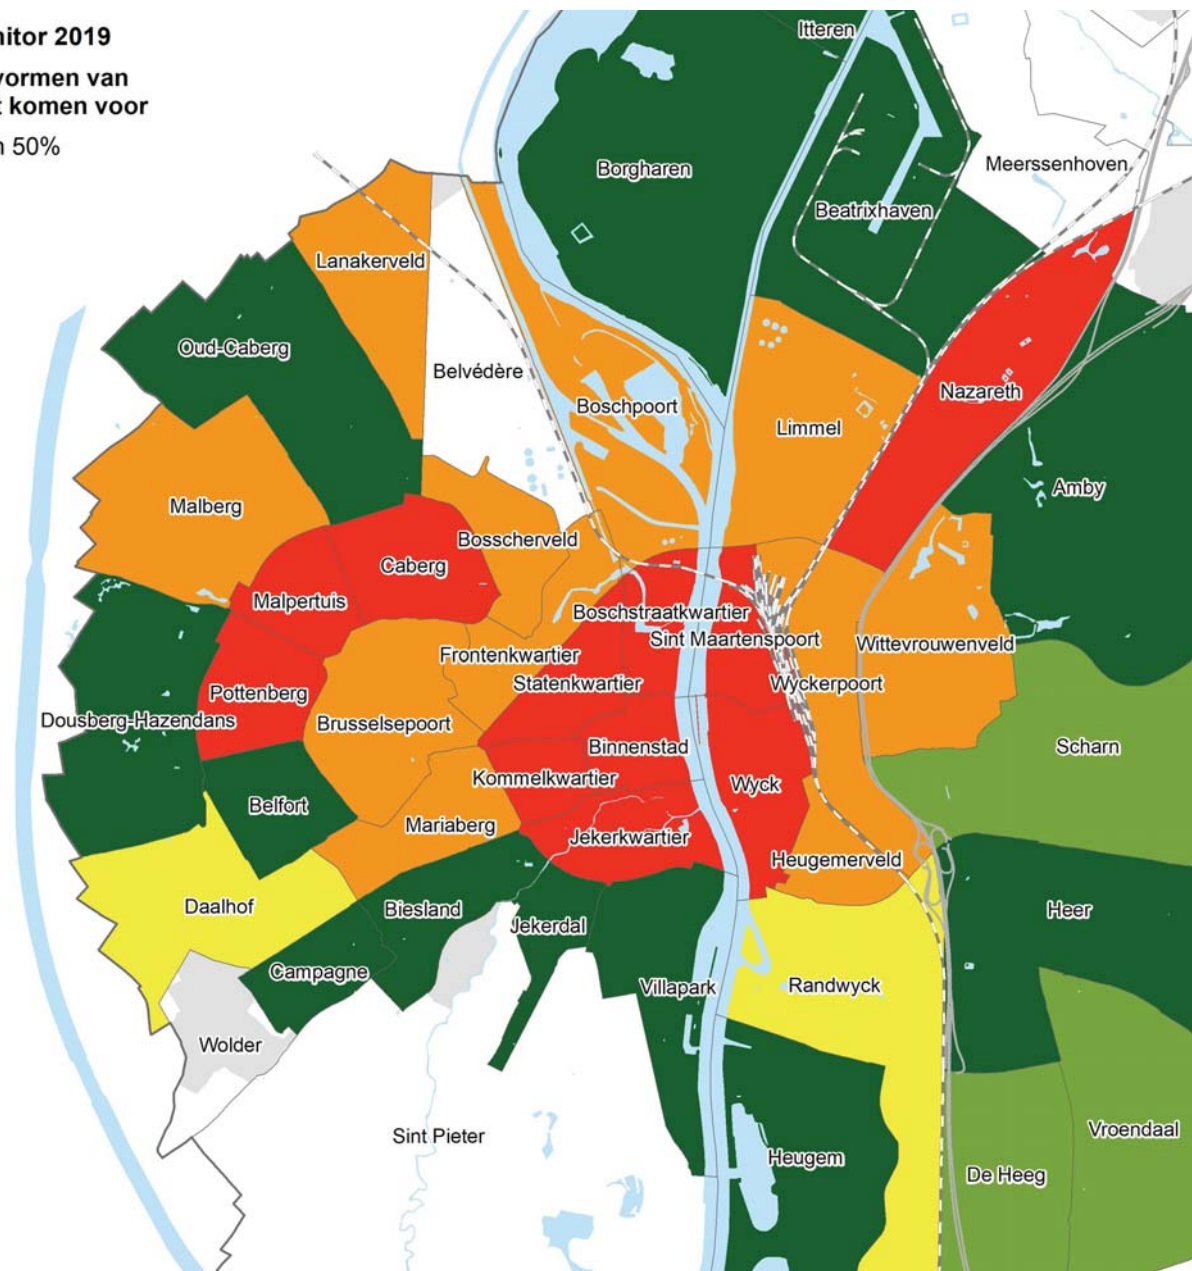 nitor 2019
vormen van
t komen voor
n 50%
Itteren
Borgharen
Meerssenhoven
Beatrixhaven
Lanakerveld
Oud-Caberg
Belvédère
Nazareth
Boschpoort
Limmel
Amby
Malberg
Bosscherveld
Caberg
Malpertuis
Boschstraatkwartier
Sint Maartenspoort
Wittevrouwenveld
Frontenkwartier
Statenkwartier
Wyckerpoort
Pottenberg
Dousberg-Hazendans
Brusselsepoort
Binnenstad
Scharn
Kommelkwartier
Wyck
Belfort
Mariaberg
Jekerkwartier
Heugemerveld
Daalhof
Biesland
Heer
Jekerdal
Campagne
Villapark
Randwyck
Wolder
Sint Pieter
Vroendaal
Heugem
De Heeg